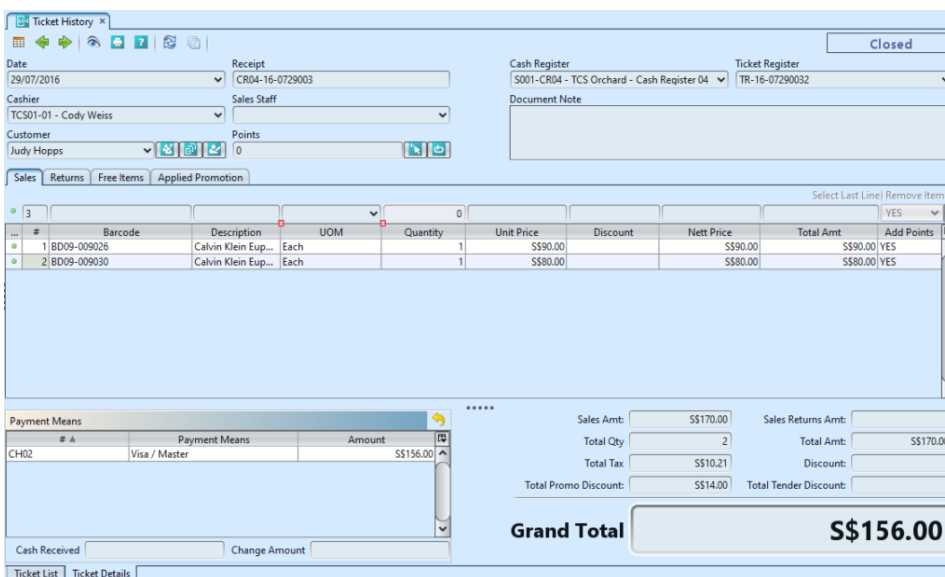 Ticket History ×
Closed
Date Receipt Cash Register Ticket Register
29/07/2016 CR04-16-0729003 S001-CR04 - TCS Orchard - Cash Register 04 TR-16-07290032
Cashier Sales Staff Document Note
TCS01-01 - Cody Weiss
Customer Points
Judy Hopps 0
Sales Returns Free Items Applied Promotion
Select Last Line| Remove Item
3 0 YES
... # Barcode Description UOM Quantity Unit Price Discount Nett Price Total Amt Add Points
1 BD09-009026 Calvin Klein Eup... Each 1 S$90.00 S$90.00 S$90.00 YES
2 BD09-009030 Calvin Klein Eup... Each 1 S$80.00 S$80.00 S$80.00 YES
Payment Means
# Payment Means Amount
CH02 Visa / Master S$156.00
Cash Received Change Amount
Sales Amt: S$170.00 Sales Returns Amt:
Total Qty 2 Total Amt: S$170.00
Total Tax S$10.21 Discount:
Total Promo Discount: S$14.00 Total Tender Discount:
Grand Total S$156.00
Ticket List Ticket Details